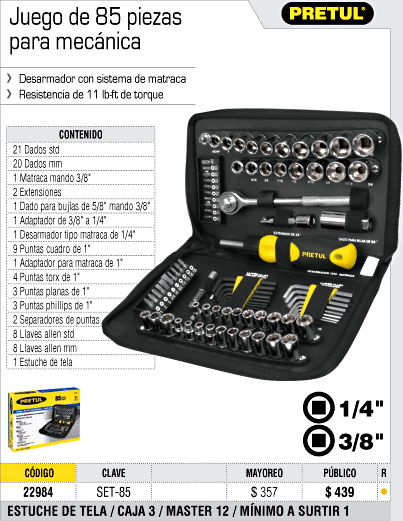 Juego de 85 piezas
para mecánica
PRETUL®
Desarmador con sistema de matraca
Resistencia de 11 lb-ft de torque
CONTENIDO
21 Dados std
20 Dados mm
1 Matraca mando 3/8"
2 Extensiones
1 Dado para bujías de 5/8" mando 3/8"
1 Adaptador de 3/8" a 1/4"
1 Desarmador tipo matraca de 1/4"
9 Puntas cuadro de 1"
1 Adaptador para matraca de 1"
4 Puntas torx de 1"
3 Puntas planas de 1"
3 Puntas phillips de 1"
2 Separadores de puntas
8 Llaves allen std
8 Llaves allen mm
1 Estuche de tela
PRETUL
PRETUL
85
1/4"
3/8"
CÓDIGO CLAVE MAYOREO PÚBLICO R
22984 SET-85 $ 357 $ 439
ESTUCHE DE TELA / CAJA 3 / MASTER 12 / MÍNIMO A SURTIR 1